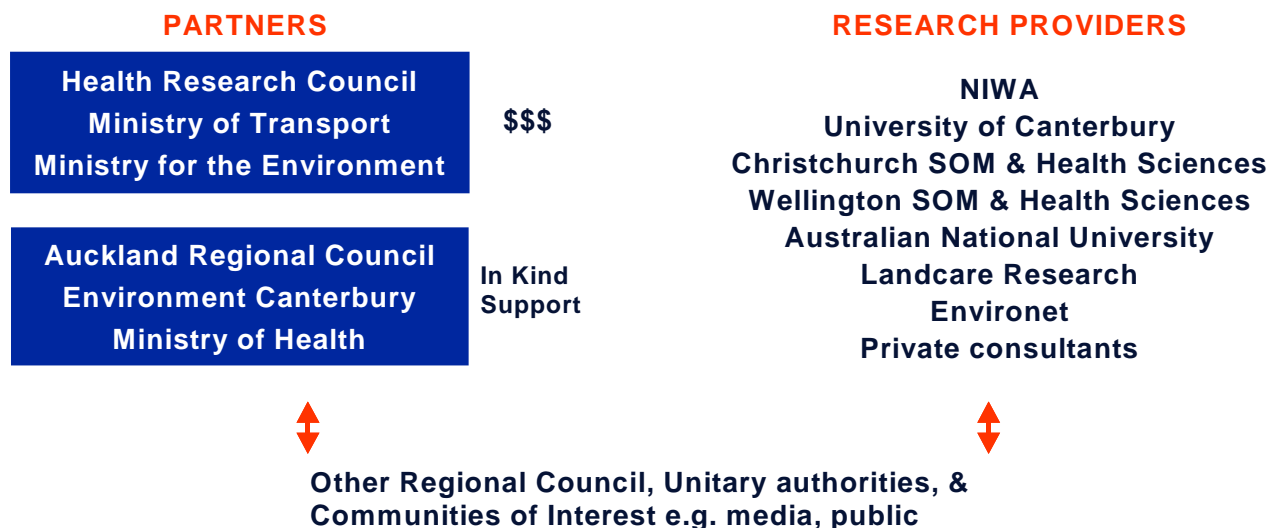 PARTNERS
Health Research Council
Ministry of Transport
Ministry for the Environment
$$$
Auckland Regional Council
Environment Canterbury
Ministry of Health
In Kind
Support
RESEARCH PROVIDERS
NIWA
University of Canterbury
Christchurch SOM & Health Sciences
Wellington SOM & Health Sciences
Australian National University
Landcare Research
Environet
Private consultants
Other Regional Council, Unitary authorities, &
Communities of Interest e.g. media, public